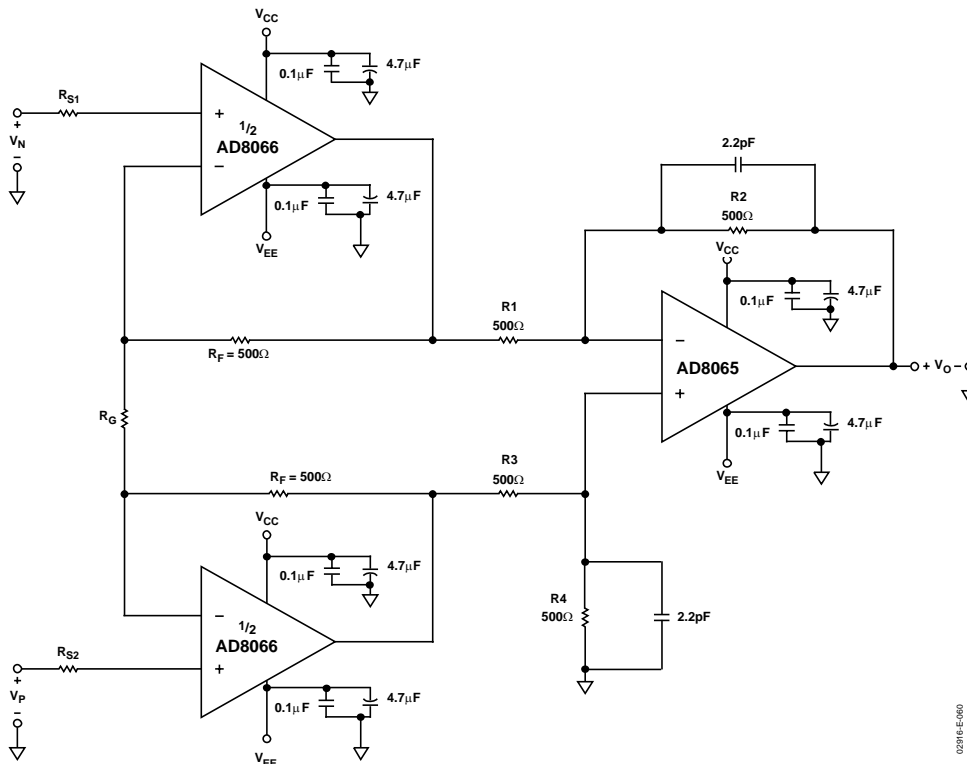 VCC
4.7µF
0.1µF
RS1
+
VN
−
+
1/2
AD8066
−
4.7µF
0.1µF
VEE
2.2pF
R2
500Ω
VCC
4.7µF
0.1µF
R1
500Ω
RF = 500Ω
−
AD8065
+
+ VO −
4.7µF
0.1µF
VEE
RG
R3
500Ω
RF = 500Ω
VCC
4.7µF
0.1µF
R4
500Ω
2.2pF
−
1/2
AD8066
+
RS2
+
VP
−
4.7µF
0.1µF
VEE
02916-E-060